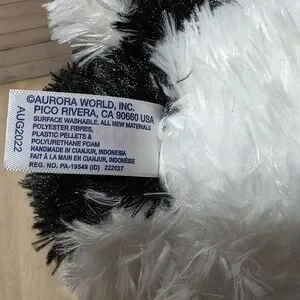 ©AURORA WORLD, INC.
PICO RIVERA, CA 90660 USA
SURFACE WASHABLE, ALL NEW MATERIALS
POLYESTER FIBRES,
PLASTIC PELLETS &
POLYURETHANE FOAM
HANDMADE IN CIANJUR, INDONESIA
FAIT À LA MAIN EN CIANJUR, INDONÉSIE
REG. NO. PA-19549 (ID) 222027
AUG2022